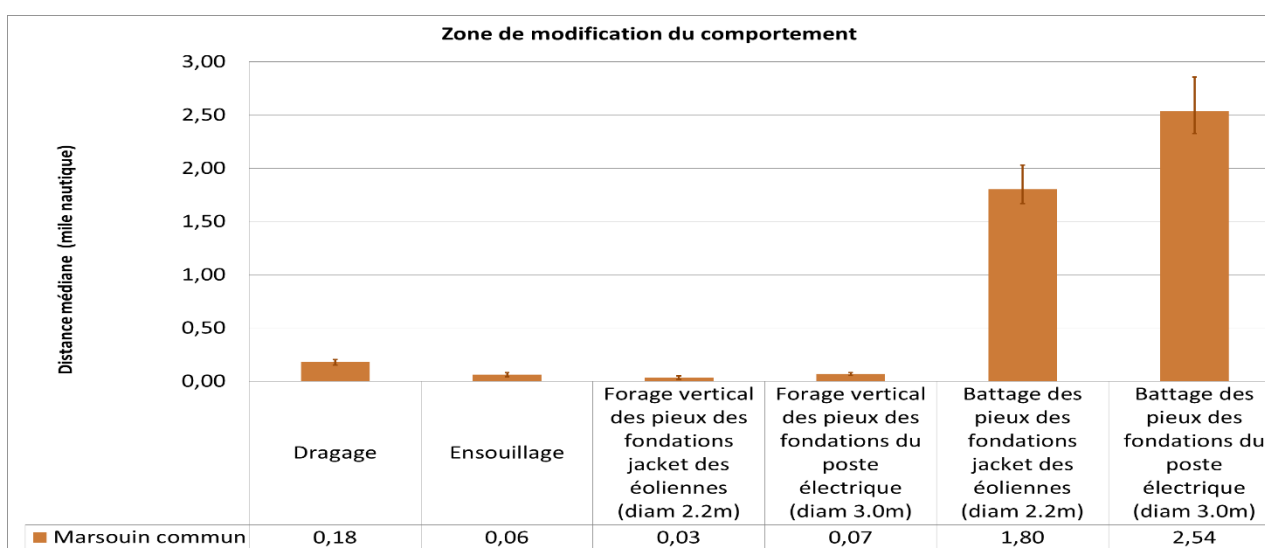 Zone de modification du comportement
Distance médiane (mile nautique)
3,00
2,50
2,00
1,50
1,00
0,50
0,00
Dragage
Ensouillage
Forage vertical
des pieux des
fondations
jacket des
éoliennes
(diam 2.2m)
Forage vertical
des pieux des
fondations du
poste
électrique
(diam 3.0m)
Battage des
pieux des
fondations
jacket des
éoliennes
(diam 2.2m)
Battage des
pieux des
fondations du
poste
électrique
(diam 3.0m)
Marsouin commun 0,18 0,06 0,03 0,07 1,80 2,54